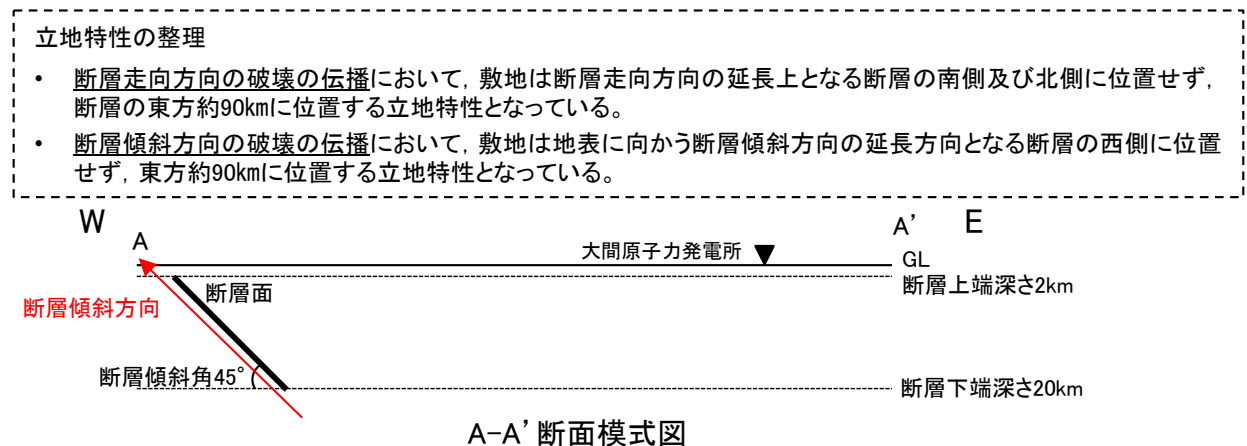 立地特性の整理
• 断層走向方向の破壊の伝播において，敷地は断層走向方向の延長上となる断層の南側及び北側に位置せず，
断層の東方約90kmに位置する立地特性となっている。
• 断層傾斜方向の破壊の伝播において，敷地は地表に向かう断層傾斜方向の延長方向となる断層の西側に位置
せず，東方約90kmに位置する立地特性となっている。
W
A' E
A
大間原子力発電所 ▼
GL
断層面
断層上端深さ2km
断層傾斜方向
断層傾斜角45°
断層下端深さ20km
A-A'断面模式図